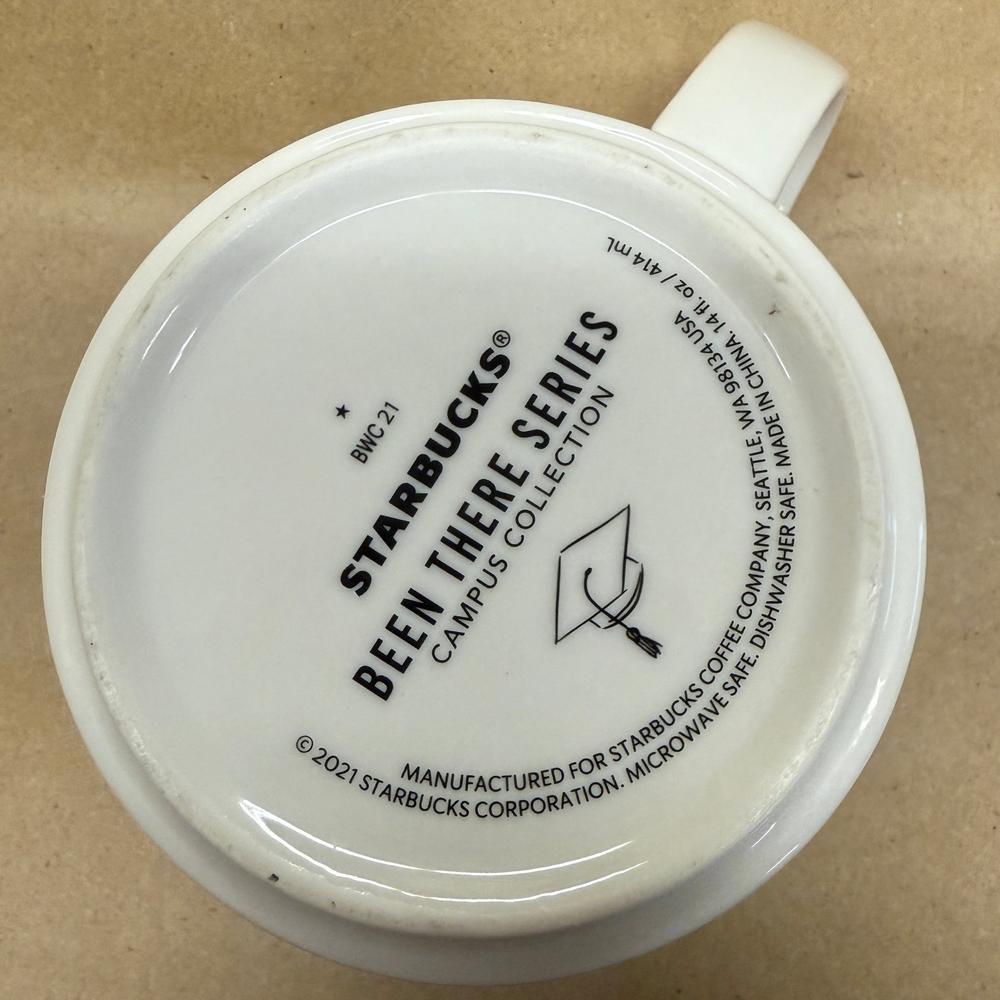 ★
BWC 21
STARBUCKS®
BEEN THERE SERIES
CAMPUS COLLECTION
MANUFACTURED FOR STARBUCKS COFFEE COMPANY, SEATTLE, WA 98134 USA
© 2021 STARBUCKS CORPORATION. MICROWAVE SAFE. DISHWASHER SAFE. MADE IN CHINA. 14 fl. oz / 414 mL